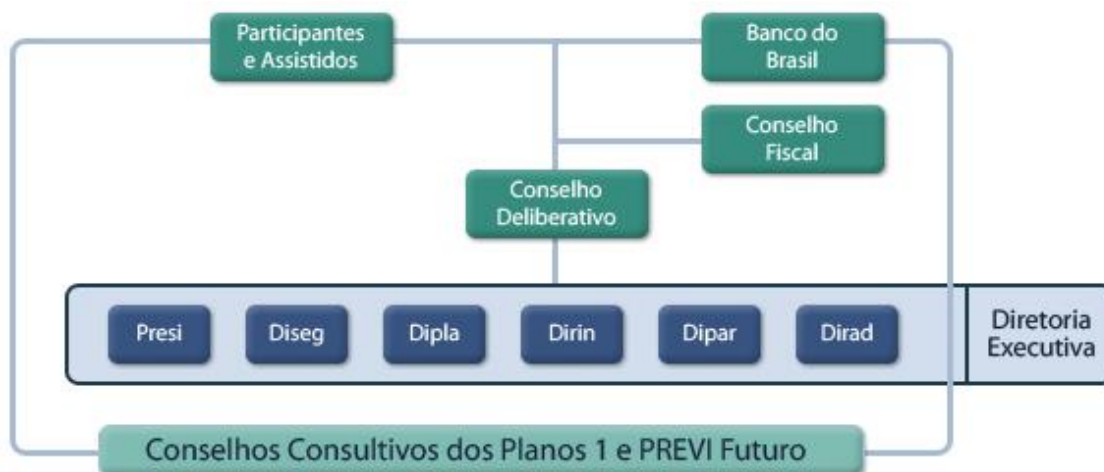 Participantes
e Assistidos
Banco do
Brasil
Conselho
Fiscal
Conselho
Deliberativo
Presi
Diseg
Dipla
Dirin
Dipar
Dirad
Diretoria
Executiva
Conselhos Consultivos dos Planos 1 e PREVI Futuro